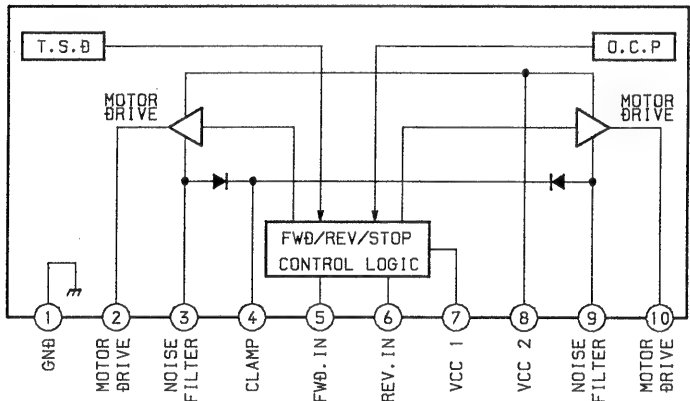 T.S.D
O.C.P
MOTOR
DRIVE
MOTOR
DRIVE
FWD/REV/STOP
CONTROL LOGIC
1
2
3
4
5
6
7
8
9
10
GND
MOTOR
DRIVE
NOISE
FILTER
CLAMP
FWD.IN
REV.IN
VCC 1
VCC 2
NOISE
FILTER
MOTOR
DRIVE